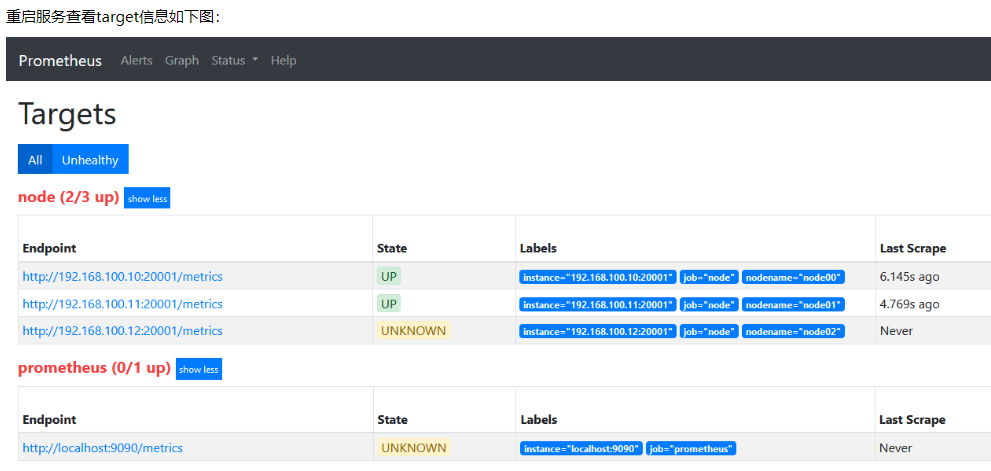 重启服务查看target信息如下图：
Prometheus Alerts Graph Status Help
Targets
All Unhealthy
node (2/3 up) show less
Endpoint State Labels Last Scrape
http://192.168.100.10:20001/metrics UP instance="192.168.100.10:20001" job="node" nodename="node00" 6.145s ago
http://192.168.100.11:20001/metrics UP instance="192.168.100.11:20001" job="node" nodename="node01" 4.769s ago
http://192.168.100.12:20001/metrics UNKNOWN instance="192.168.100.12:20001" job="node" nodename="node02" Never
prometheus (0/1 up) show less
Endpoint State Labels Last Scrape
http://localhost:9090/metrics UNKNOWN instance="localhost:9090" job="prometheus" Never